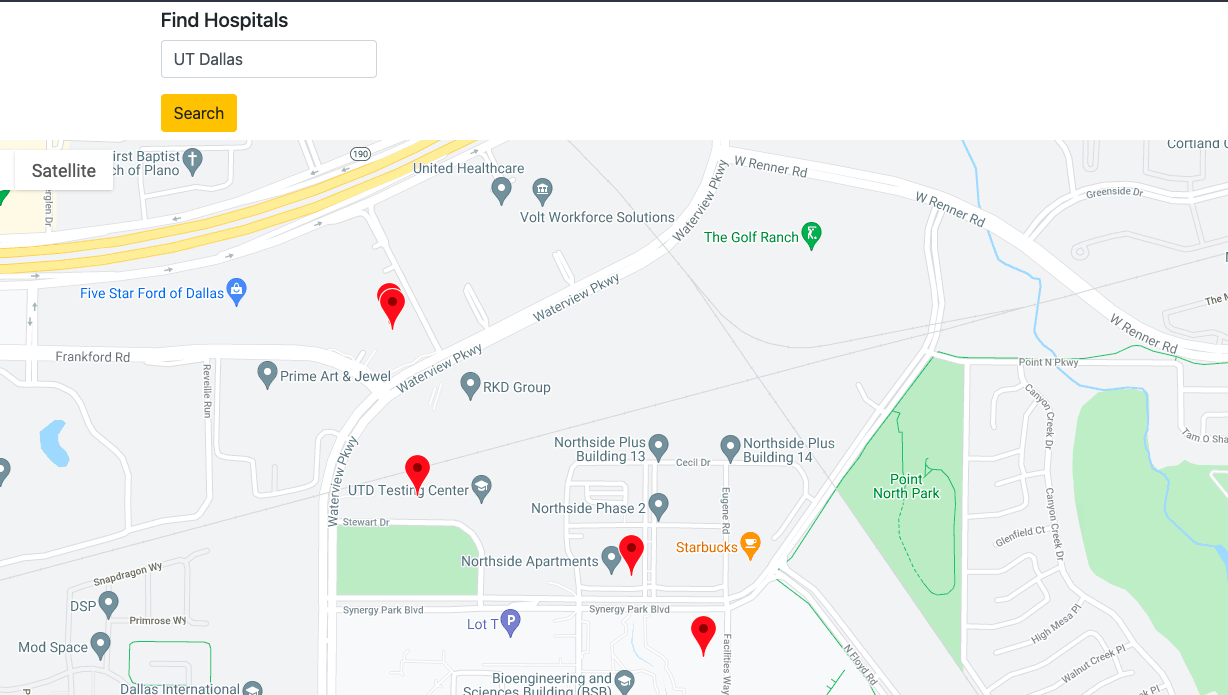 Find Hospitals
UT Dallas
Search
Satellite
irst Baptist
ch of Plano
190
United Healthcare
Volt Workforce Solutions
Waterview Pkwy
W Renner Rd
W Renner Rd
Cortland
Greenside Dr
The Golf Ranch
Five Star Ford of Dallas
Waterview Pkwy
The
W Renner Rd
Frankford Rd
Reveille Run
Prime Art & Jewel
Waterview Pkwy
RKD Group
Point N Pkwy
Canyon Creek Dr
Tam O Sha
Northside Plus
Building 13
Cecil Dr
Northside Plus
Building 14
Waterview Pkwy
UTD Testing Center
Point
North Park
Eugene Rd
Canyon Creek Dr
Northside Phase 2
Stewart Dr
Glenfield Ct
Starbucks
Northside Apartments
Snapdragon Wy
DSP
Primrose Wy
Synergy Park Blvd
Synergy Park Blvd
High Mesa Pl
Lot T
P
Mod Space
Facilities Way
N Floyd Rd
Walnut Creek Pl
Bioengineering and
Sciences Building (BSB)
Dallas International